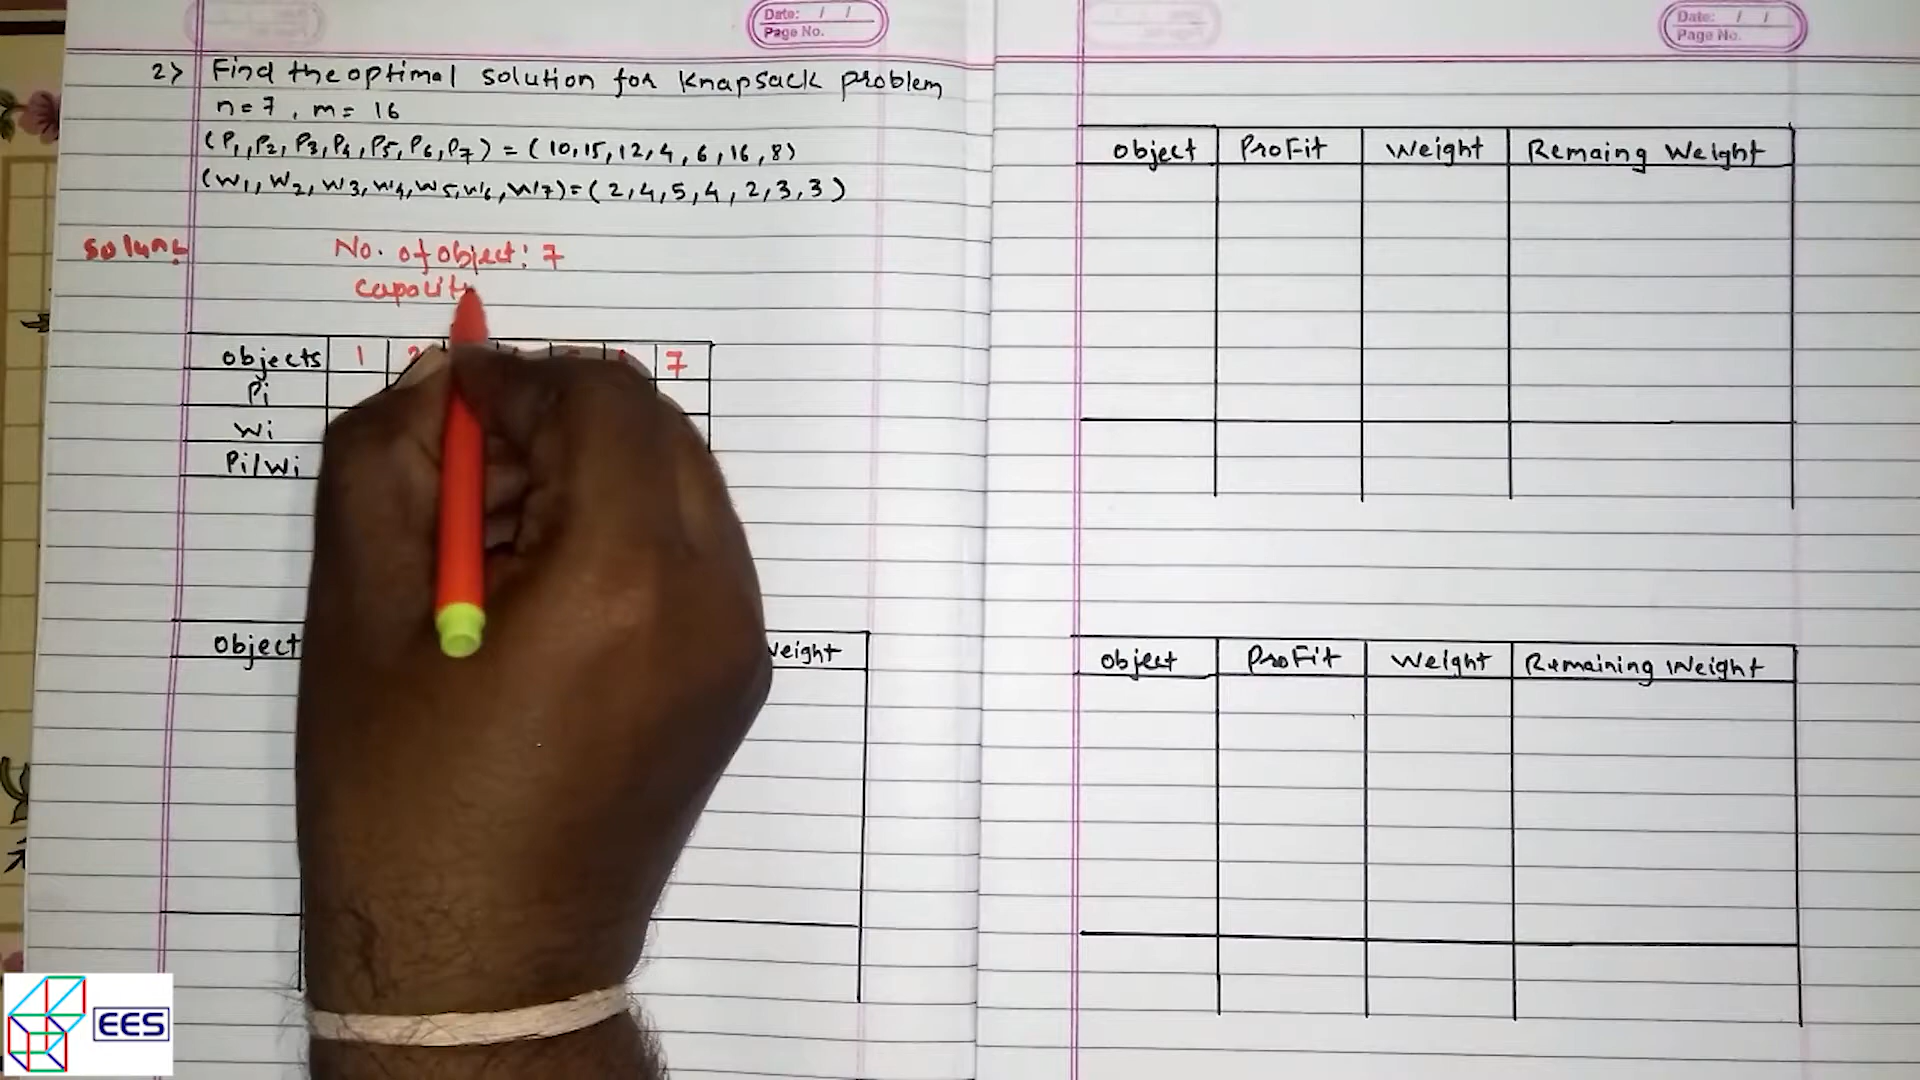 Date: / /
Page No.
2> Find the optimal solution for Knapsack problem
n=7, m= 16
(P1,P2,P3,P4,P5,P6,P7) = (10,15,12,4,6,16,8)
(W1,W2,W3,W4,W5,W6,W7)=(2,4,5,4,2,3,3)
No. of object: 7
objects 1 7
Pi
Wi
Pi/Wi
Object Weight
EES
Date: / /
Page No.
Object ProFit Weight Remaing Weight
Object ProFit Weight Remaining Weight